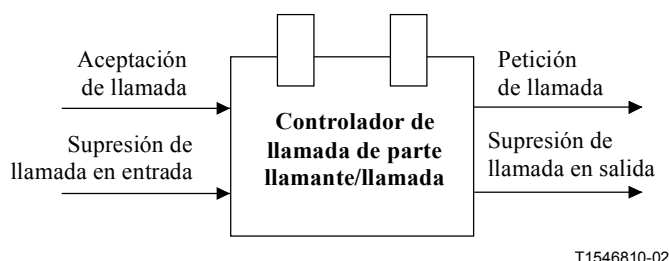 Aceptación
de llamada
Petición
de llamada
Controlador de
llamada de parte
llamante/llamada
Supresión de
llamada en entrada
Supresión de
llamada en salida
T1546810-02